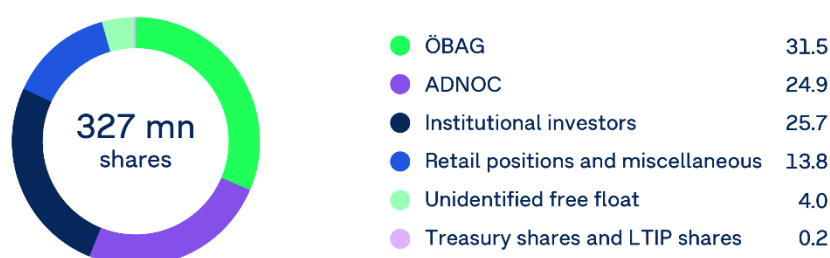 327 mn
shares
ÖBAG 31.5
ADNOC 24.9
Institutional investors 25.7
Retail positions and miscellaneous 13.8
Unidentified free float 4.0
Treasury shares and LTIP shares 0.2